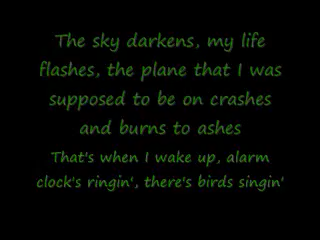 The sky darkens, my life
flashes, the plane that I was
supposed to be on crashes
and burns to ashes
That's when I wake up, alarm
clock's ringin', there's birds singin'